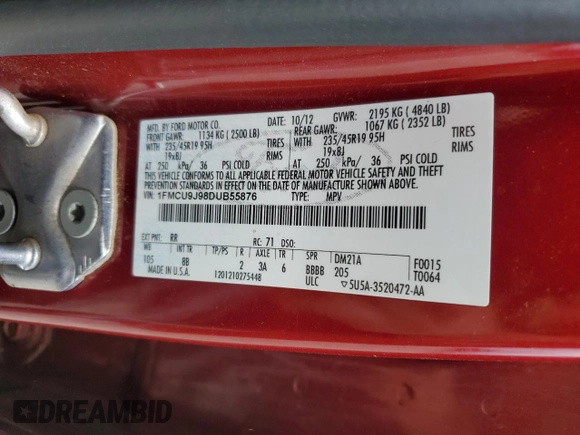 MFD. BY FORD MOTOR CO. 10/12 GVWR: 2195 KG ( 4840 LB)
FRONT GAWR: 1134 KG ( 2500 LB) REAR GAWR: 1067 KG ( 2352 LB)
WITH 235/45R19 95H TIRES WITH 235/45R19 95H TIRES
19x8J RIMS 19x8J RIMS
AT 250 kPa/ 36 PSI COLD AT 250 kPa/ 36 PSI COLD
THIS VEHICLE CONFORMS TO ALL APPLICABLE FEDERAL MOTOR VEHICLE SAFETY AND THEFT PREVENTION STANDARDS IN EFFECT ON THE DATE OF MANUFACTURE SHOWN ABOVE.
VIN: 1FMCU9J98DUB55876 TYPE: MPV
EXT PNT: RR RC: 71 DSO:
WB INT TR TP/PS R AXLE TR SPR DM21A F0015
105 BB 2 3A 6 BBBB 205 T0064
MADE IN U.S.A. 1201210275448 ULC 5U5A-3520472-AA
DREAMBID